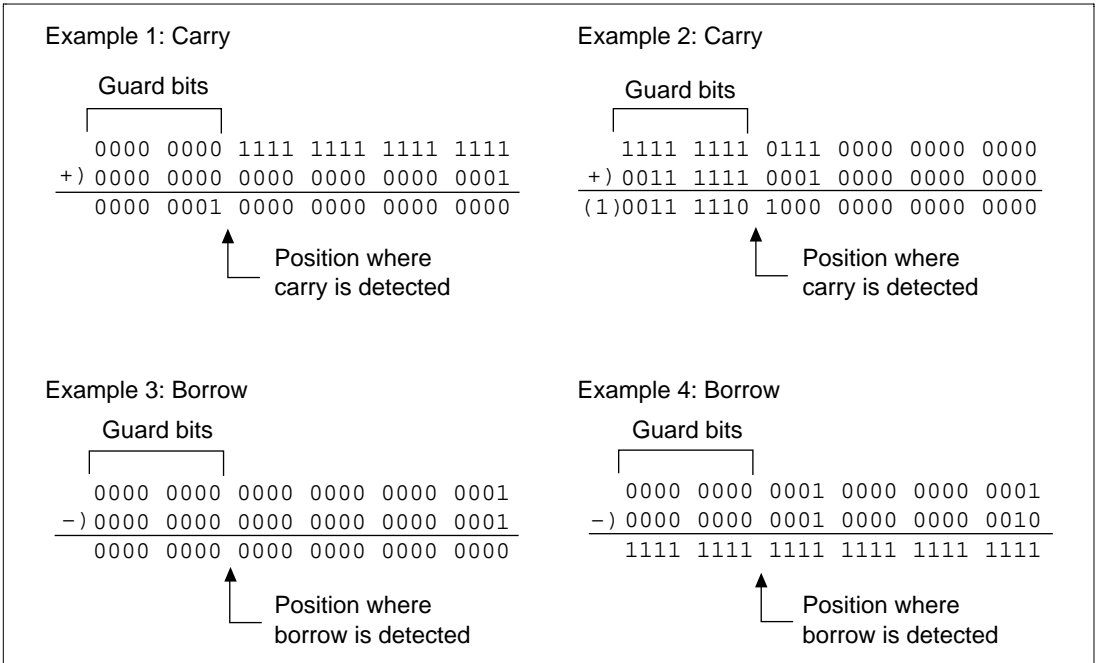 Example 1: Carry
Guard bits
0000 0000 1111 1111 1111 1111
+) 0000 0000 0000 0000 0000 0001
0000 0001 0000 0000 0000 0000
Position where
carry is detected
Example 2: Carry
Guard bits
1111 1111 0111 0000 0000 0000
+) 0011 1111 0001 0000 0000 0000
(1)0011 1110 1000 0000 0000 0000
Position where
carry is detected
Example 3: Borrow
Guard bits
0000 0000 0000 0000 0000 0001
−) 0000 0000 0000 0000 0000 0001
0000 0000 0000 0000 0000 0000
Position where
borrow is detected
Example 4: Borrow
Guard bits
0000 0000 0001 0000 0000 0001
−) 0000 0000 0001 0000 0000 0010
1111 1111 1111 1111 1111 1111
Position where
borrow is detected